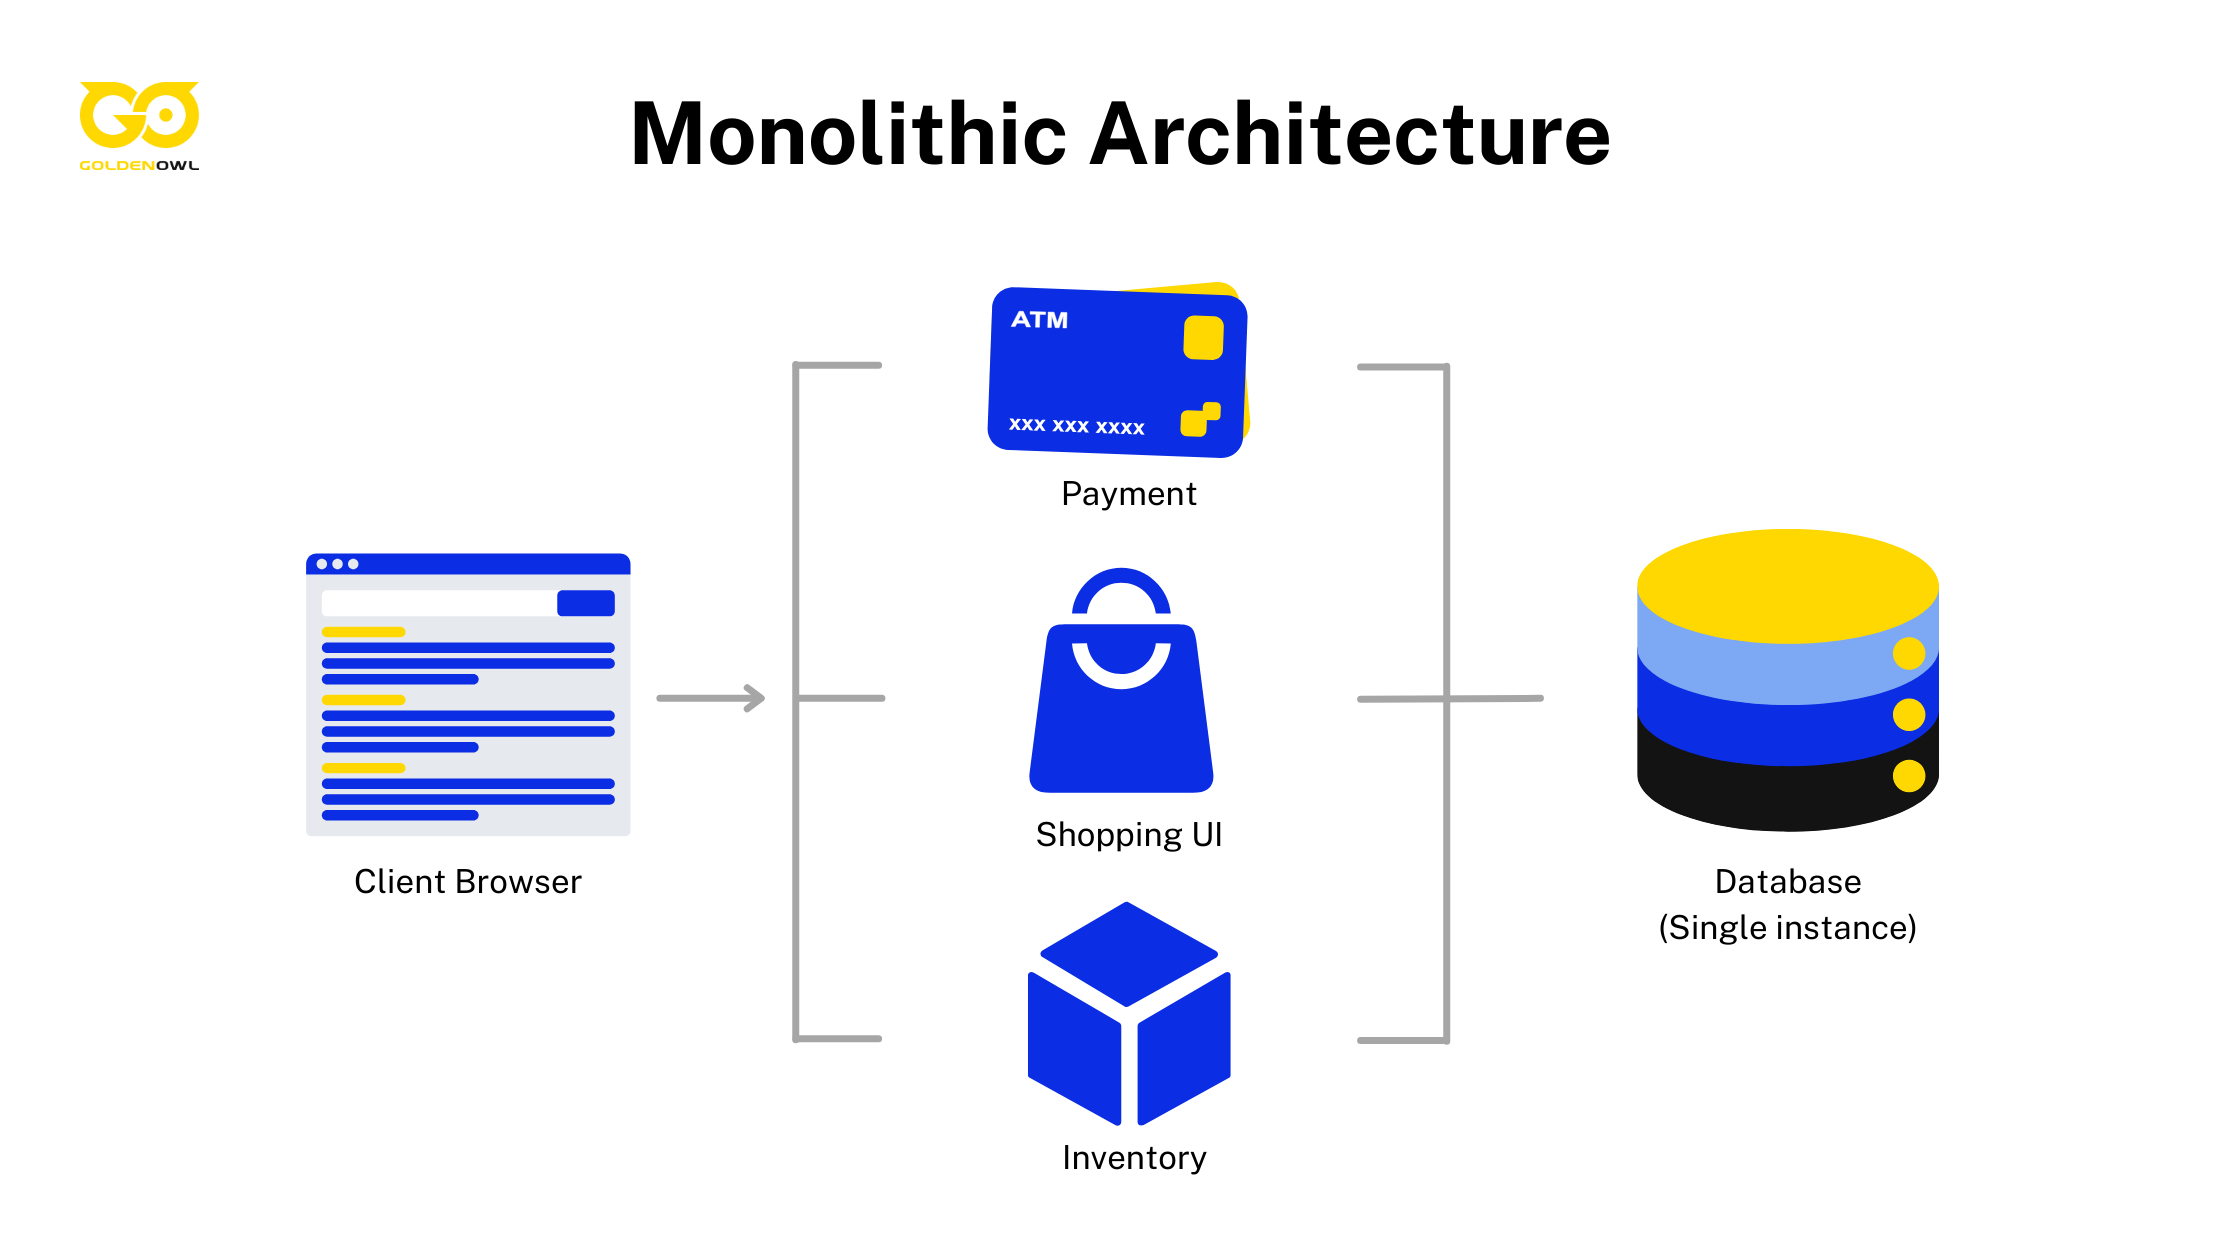 GOLDENOWL
Monolithic Architecture
ATM
xxx xxx xxxx
Payment
Shopping UI
Client Browser
Database
(Single instance)
Inventory